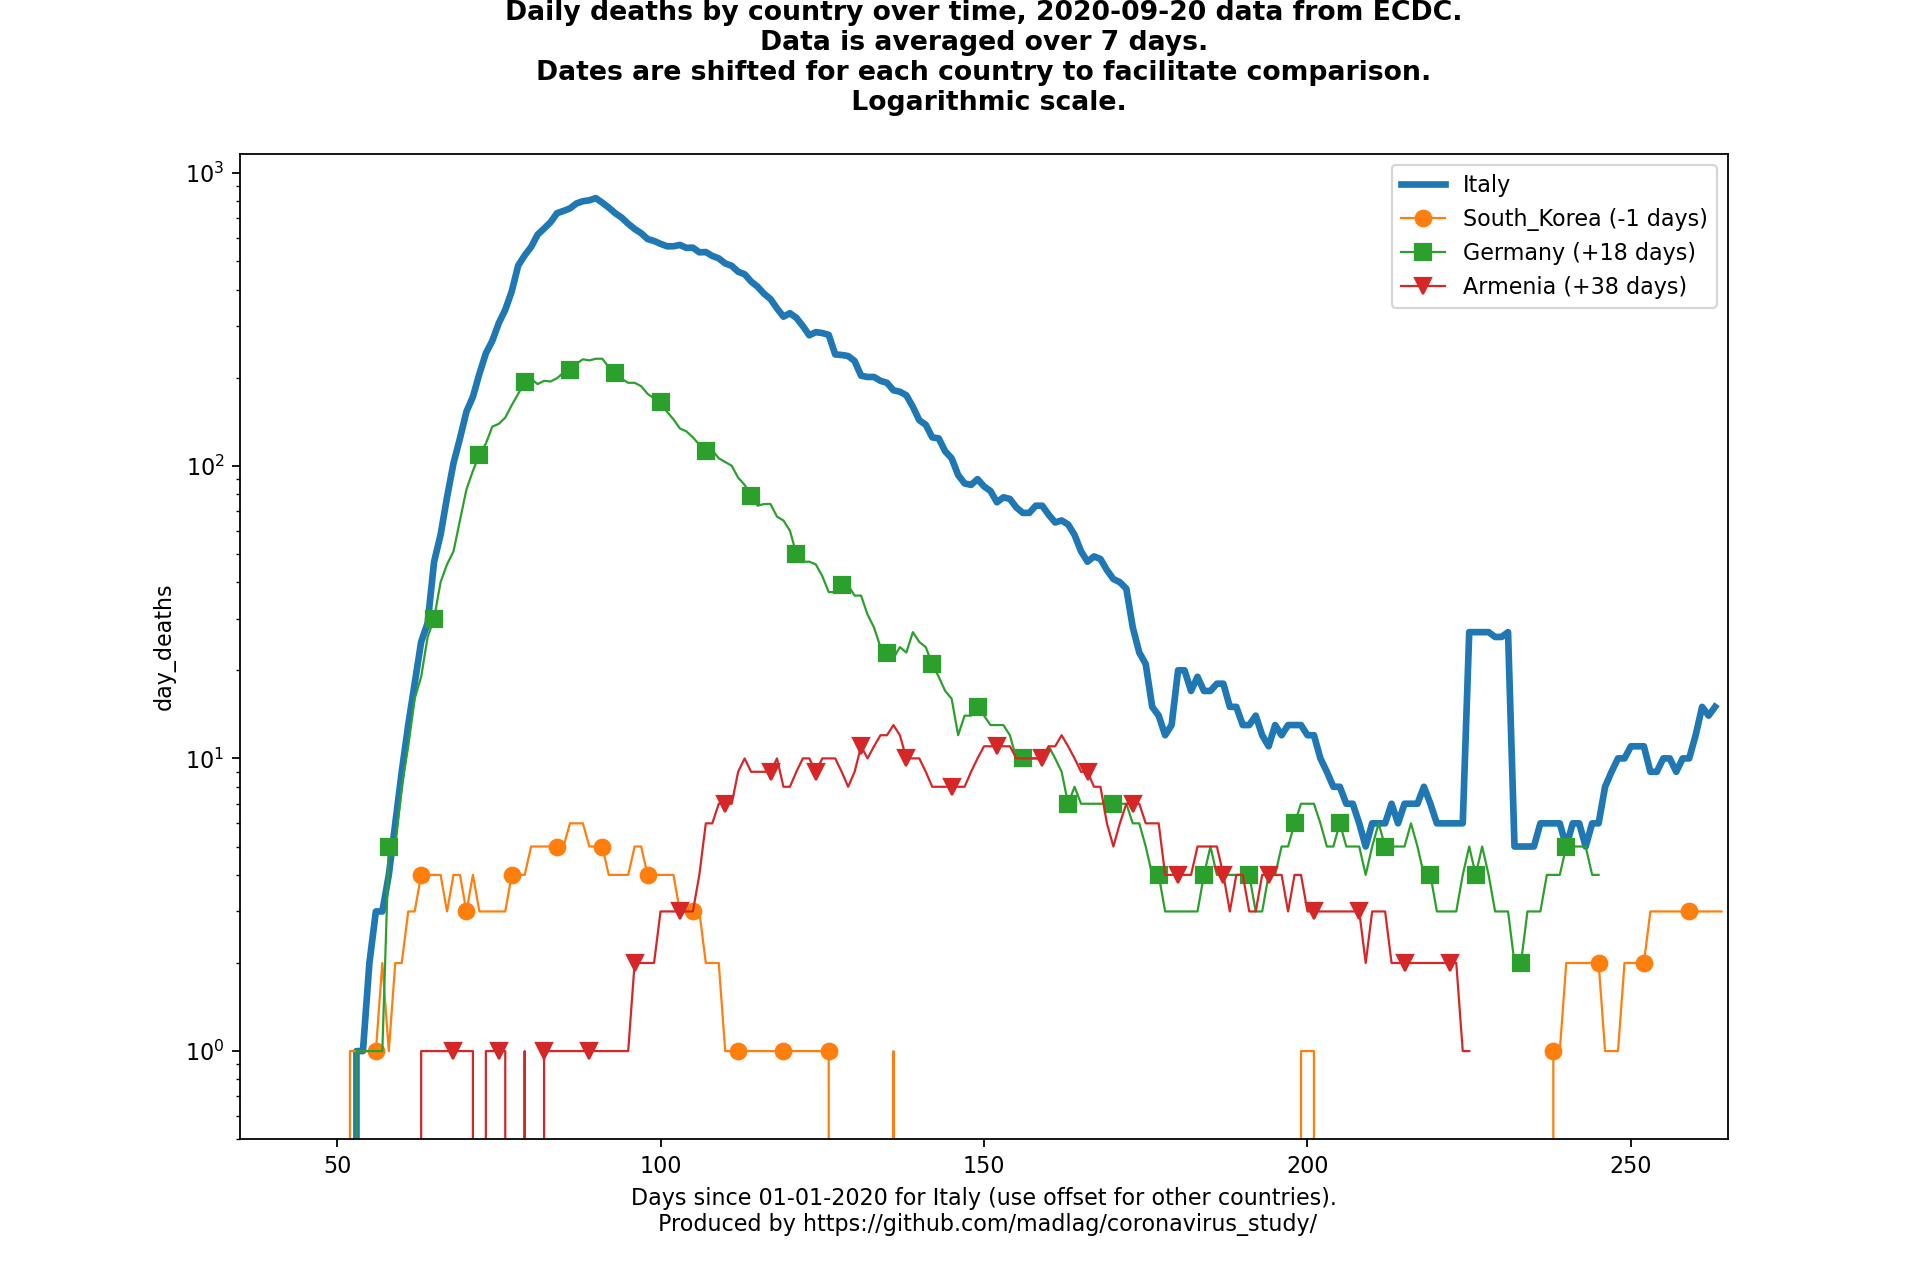 Daily deaths by country over time, 2020-09-20 data from ECDC.
Data is averaged over 7 days.
Dates are shifted for each country to facilitate comparison.
Logarithmic scale.
10³
10²
10¹
10⁰
day_deaths
Italy
South_Korea (-1 days)
Germany (+18 days)
Armenia (+38 days)
50 100 150 200 250
Days since 01-01-2020 for Italy (use offset for other countries).
Produced by https://github.com/madlag/coronavirus_study/